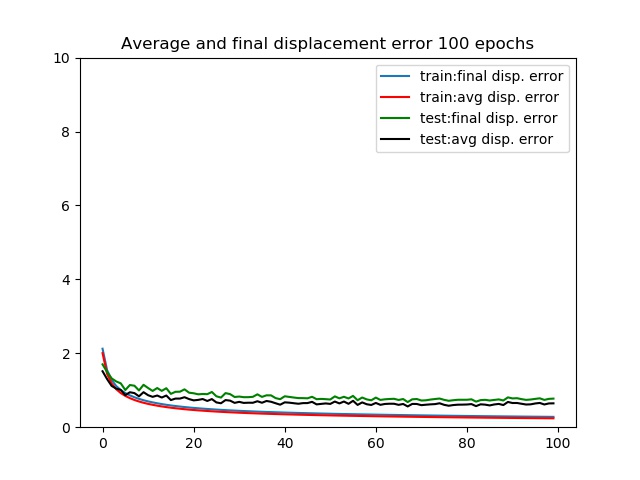 Average and final displacement error 100 epochs
train:final disp. error
train:avg disp. error
test:final disp. error
test:avg disp. error
10
8
6
4
2
0
0 20 40 60 80 100